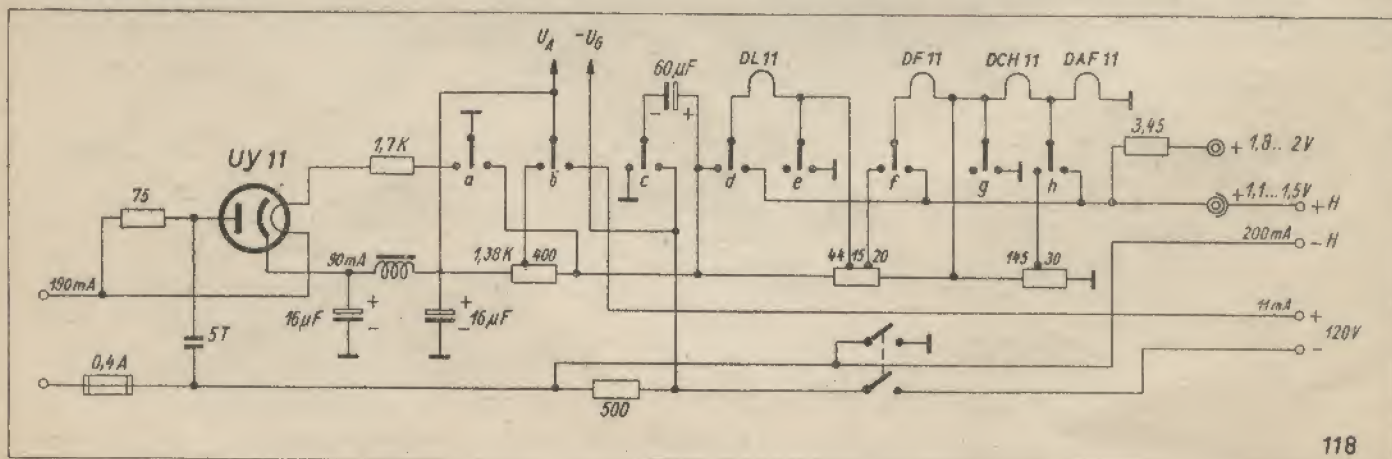 U_A
-U_G
60µF
DL 11
DF 11
DCH 11
DAF 11
3,45
+ 1,8... 2V
UY 11
1,7K
75
a
b
c
d
e
f
g
h
-
+
+ 1,1... 1,5V
+ H
200mA
- H
190mA
90mA
1,38K
400
44
15
20
145
30
16µF
+
-
+
-
16µF
11mA
+
120V
-
5T
0,4A
500
118